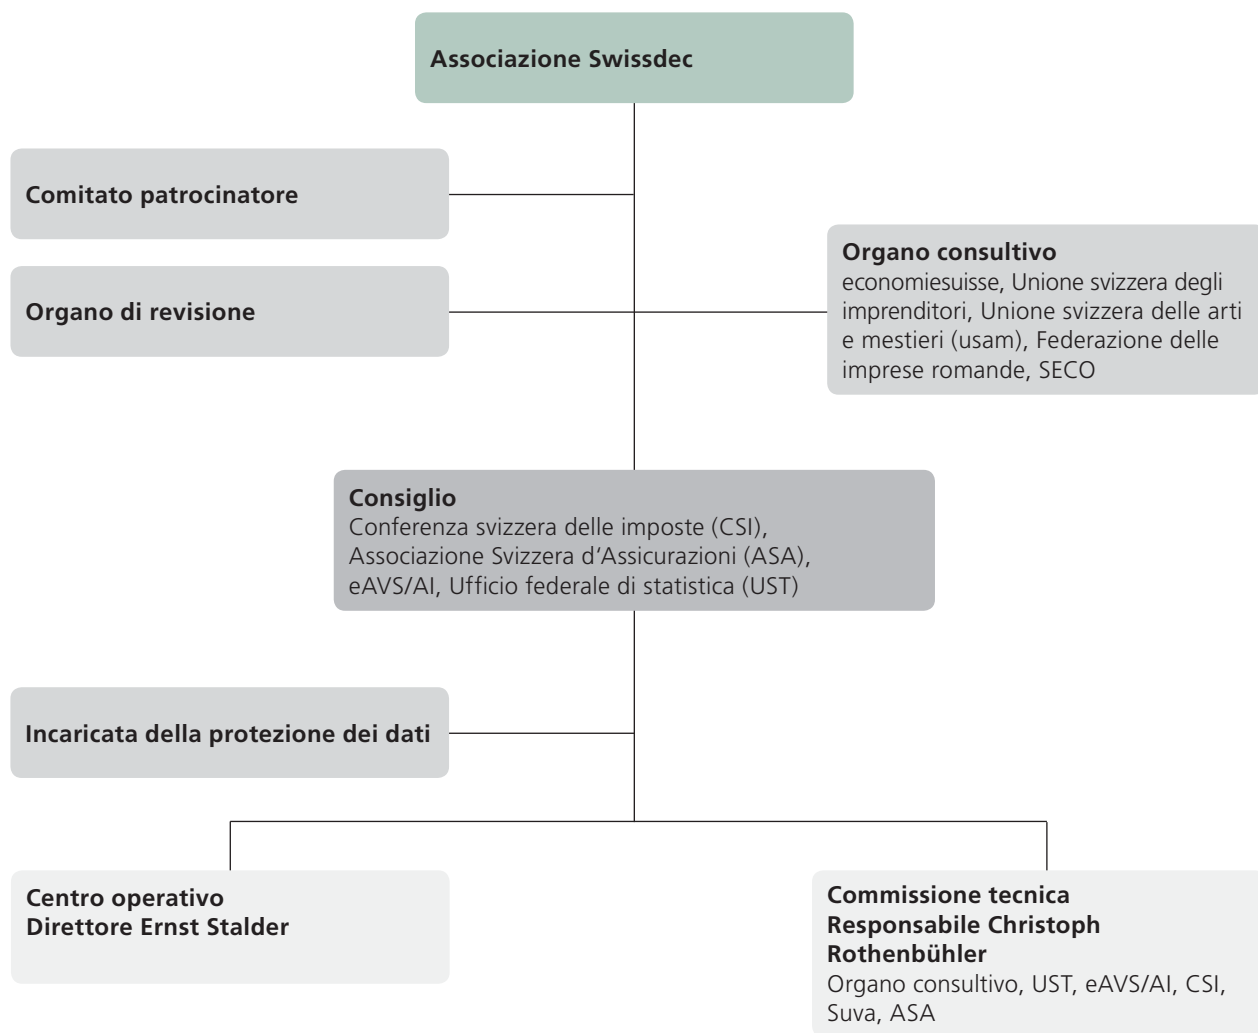 Associazione Swissdec
Comitato patrocinatore
Organo di revisione
Organo consultivo
economiesuisse, Unione svizzera degli
imprenditori, Unione svizzera delle arti
e mestieri (usam), Federazione delle
imprese romande, SECO
Consiglio
Conferenza svizzera delle imposte (CSI),
Associazione Svizzera d‘Assicurazioni (ASA),
eAVS/AI, Ufficio federale di statistica (UST)
Incaricata della protezione dei dati
Centro operativo
Direttore Ernst Stalder
Commissione tecnica
Responsabile Christoph
Rothenbühler
Organo consultivo, UST, eAVS/AI, CSI,
Suva, ASA